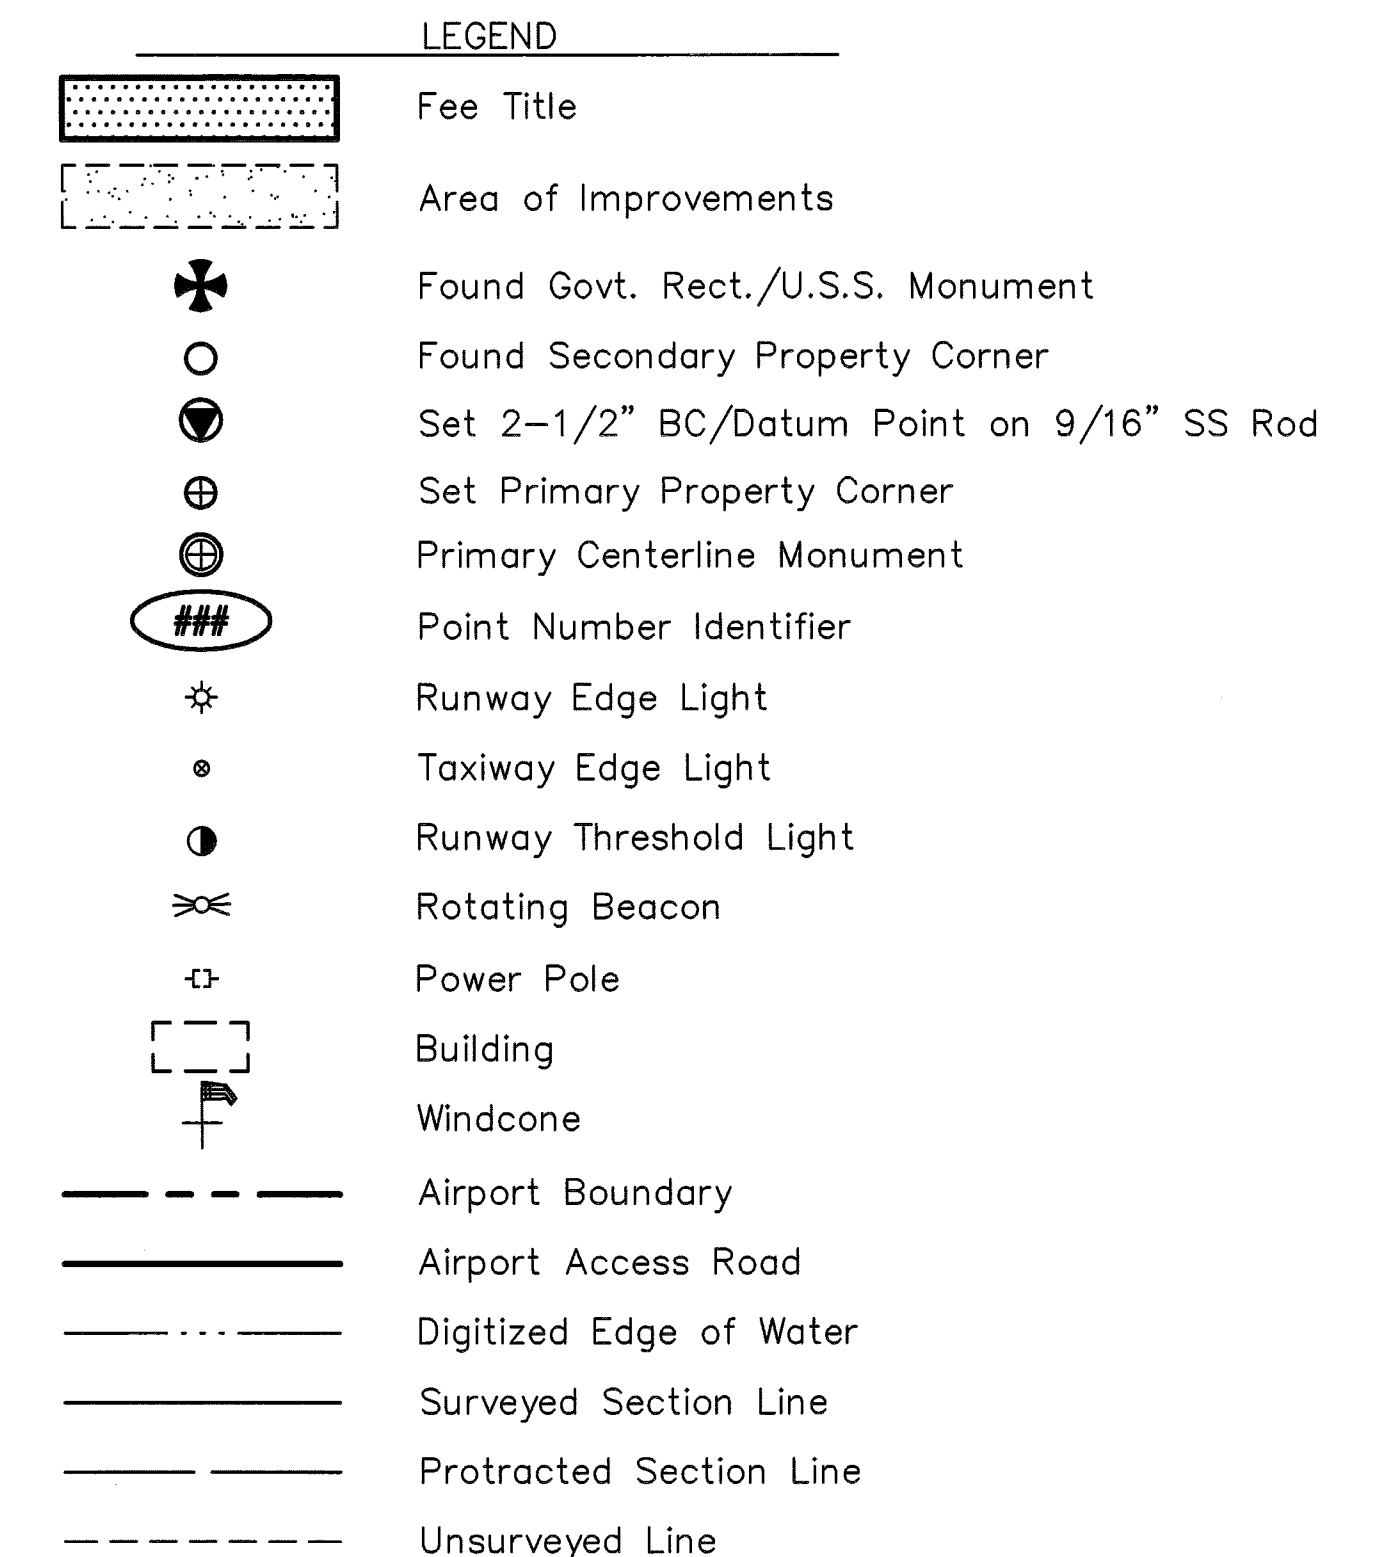 LEGEND
Fee Title
Area of Improvements
Found Govt. Rect./U.S.S. Monument
Found Secondary Property Corner
Set 2-1/2" BC/Datum Point on 9/16" SS Rod
Set Primary Property Corner
Primary Centerline Monument
### Point Number Identifier
Runway Edge Light
Taxiway Edge Light
Runway Threshold Light
Rotating Beacon
Power Pole
Building
Windcone
Airport Boundary
Airport Access Road
Digitized Edge of Water
Surveyed Section Line
Protracted Section Line
Unsurveyed Line